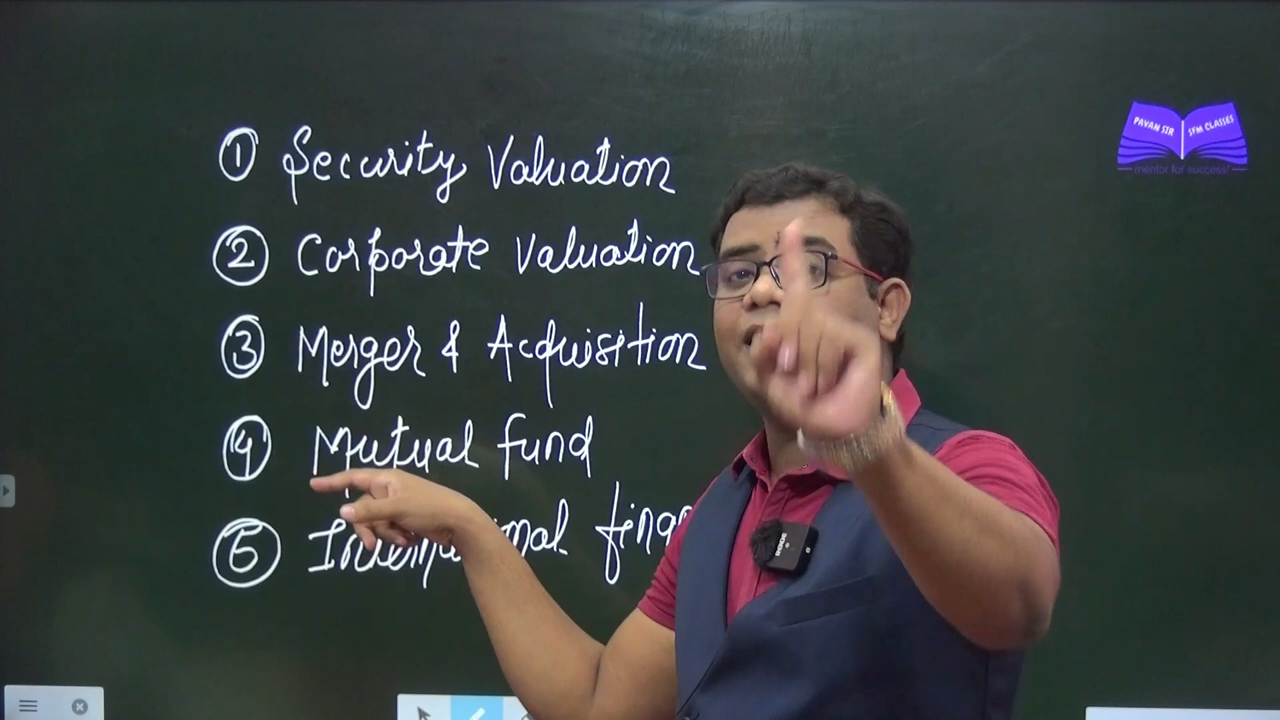 ① Security Valuation
② Corporate Valuation
③ Merger & Acquisition
④ Mutual fund
⑤
PAVAN SIR SFM CLASSES
mentor for success!